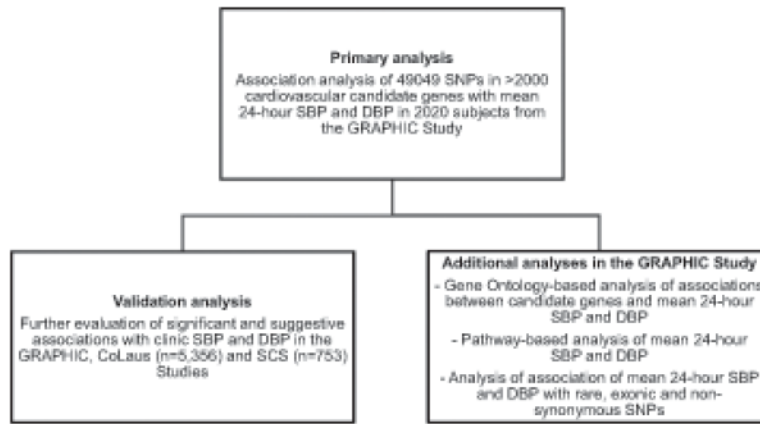 Primary analysis
Association analysis of 49049 SNPs in >2000
cardiovascular candidate genes with mean
24-hour SBP and DBP in 2020 subjects from
the GRAPHIC Study
Validation analysis
Further evaluation of significant and suggestive
associations with clinic SBP and DBP in the
GRAPHIC, CoLaus (n=5,356) and SCS (n=753)
Studies
Additional analyses in the GRAPHIC Study
- Gene Ontology-based analysis of associations
between candidate genes and mean 24-hour
SBP and DBP
- Pathway-based analysis of mean 24-hour
SBP and DBP
- Analysis of association of mean 24-hour SBP
and DBP with rare, exonic and non-
synonymous SNPs